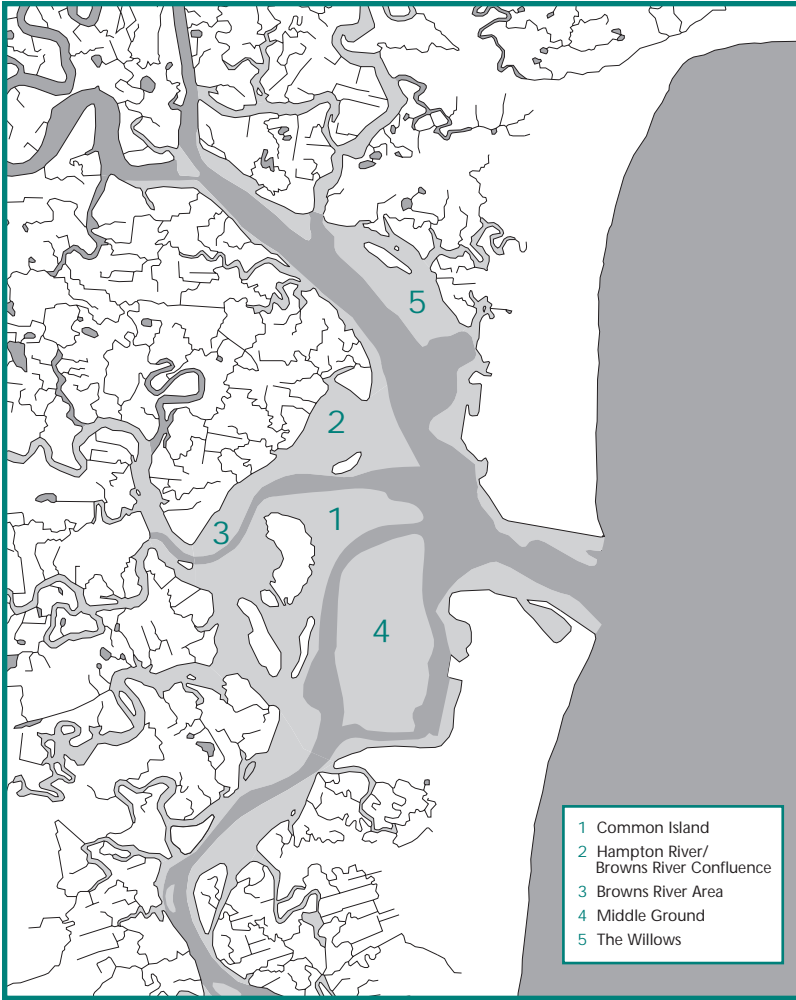 5
2
1
3
4
1 Common Island
2 Hampton River/
Browns River Confluence
3 Browns River Area
4 Middle Ground
5 The Willows